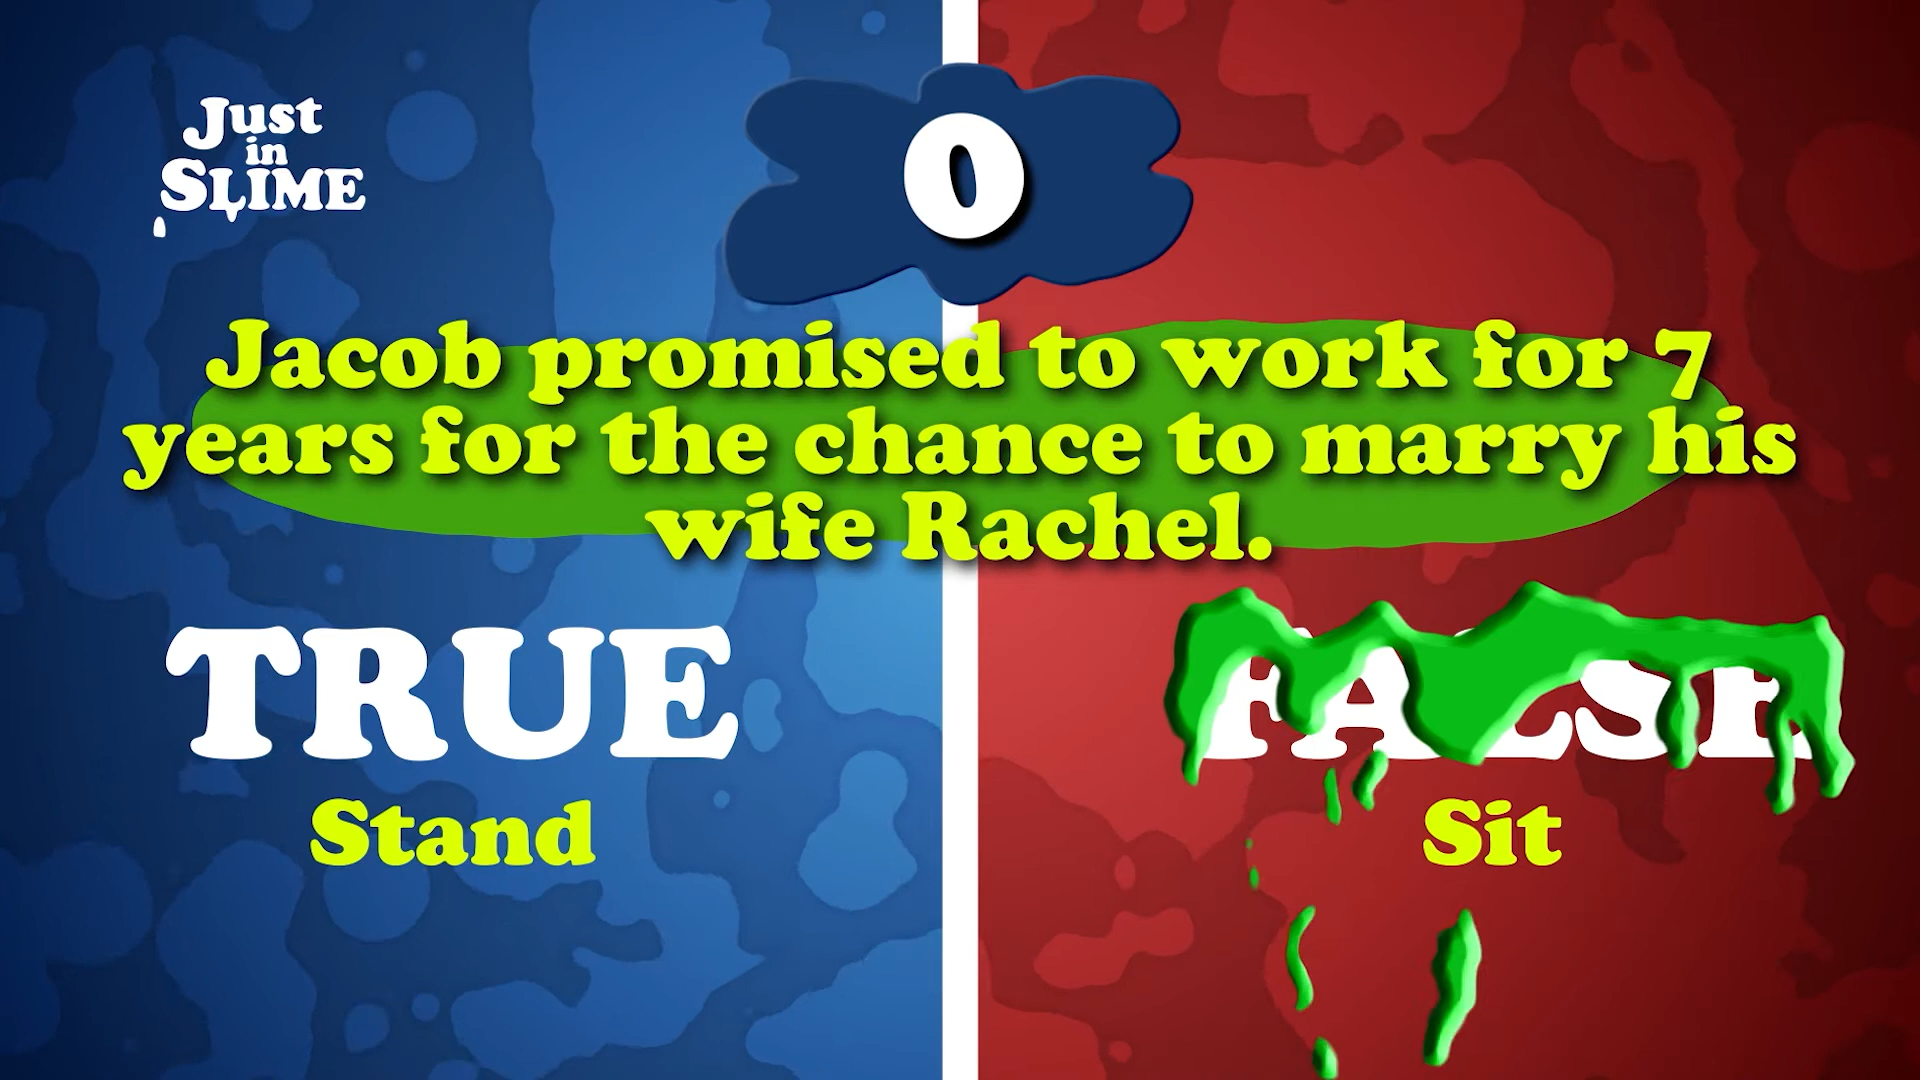 Just
in
SLIME
0
Jacob promised to work for 7
years for the chance to marry his
wife Rachel.
TRUE
FALSE
Stand
Sit